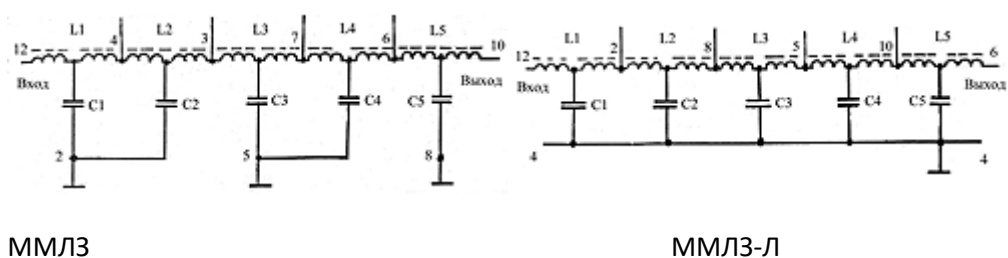 L1 L2 L3 L4 L5
12 4 3 7 6 10
Вход Выход
C1 C2 C3 C4 C5
2 5 8
L1 L2 L3 L4 L5
12 2 8 5 10 6
Вход Выход
C1 C2 C3 C4 C5
4 4
ММЛЗ ММЛЗ-Л